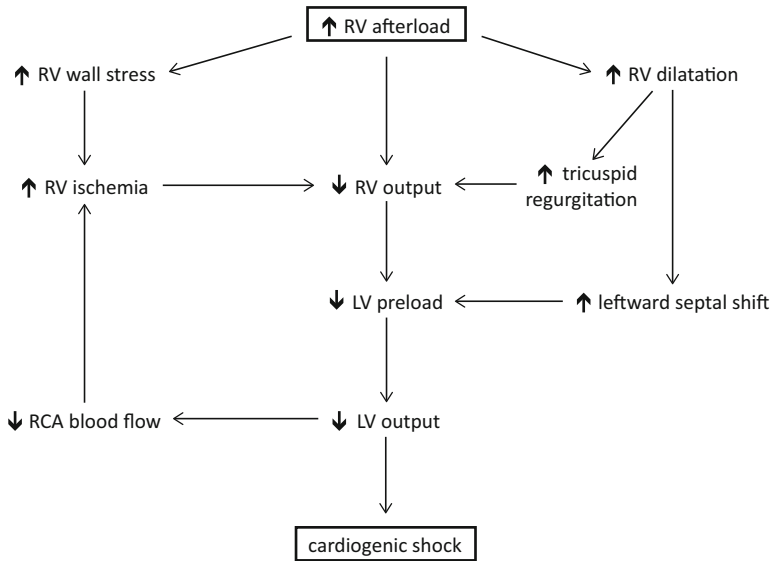 ↑ RV afterload
↑ RV wall stress
↑ RV dilatation
↑ RV ischemia
↓ RV output
↑ tricuspid
regurgitation
↓ LV preload
↑ leftward septal shift
↓ RCA blood flow
↓ LV output
cardiogenic shock